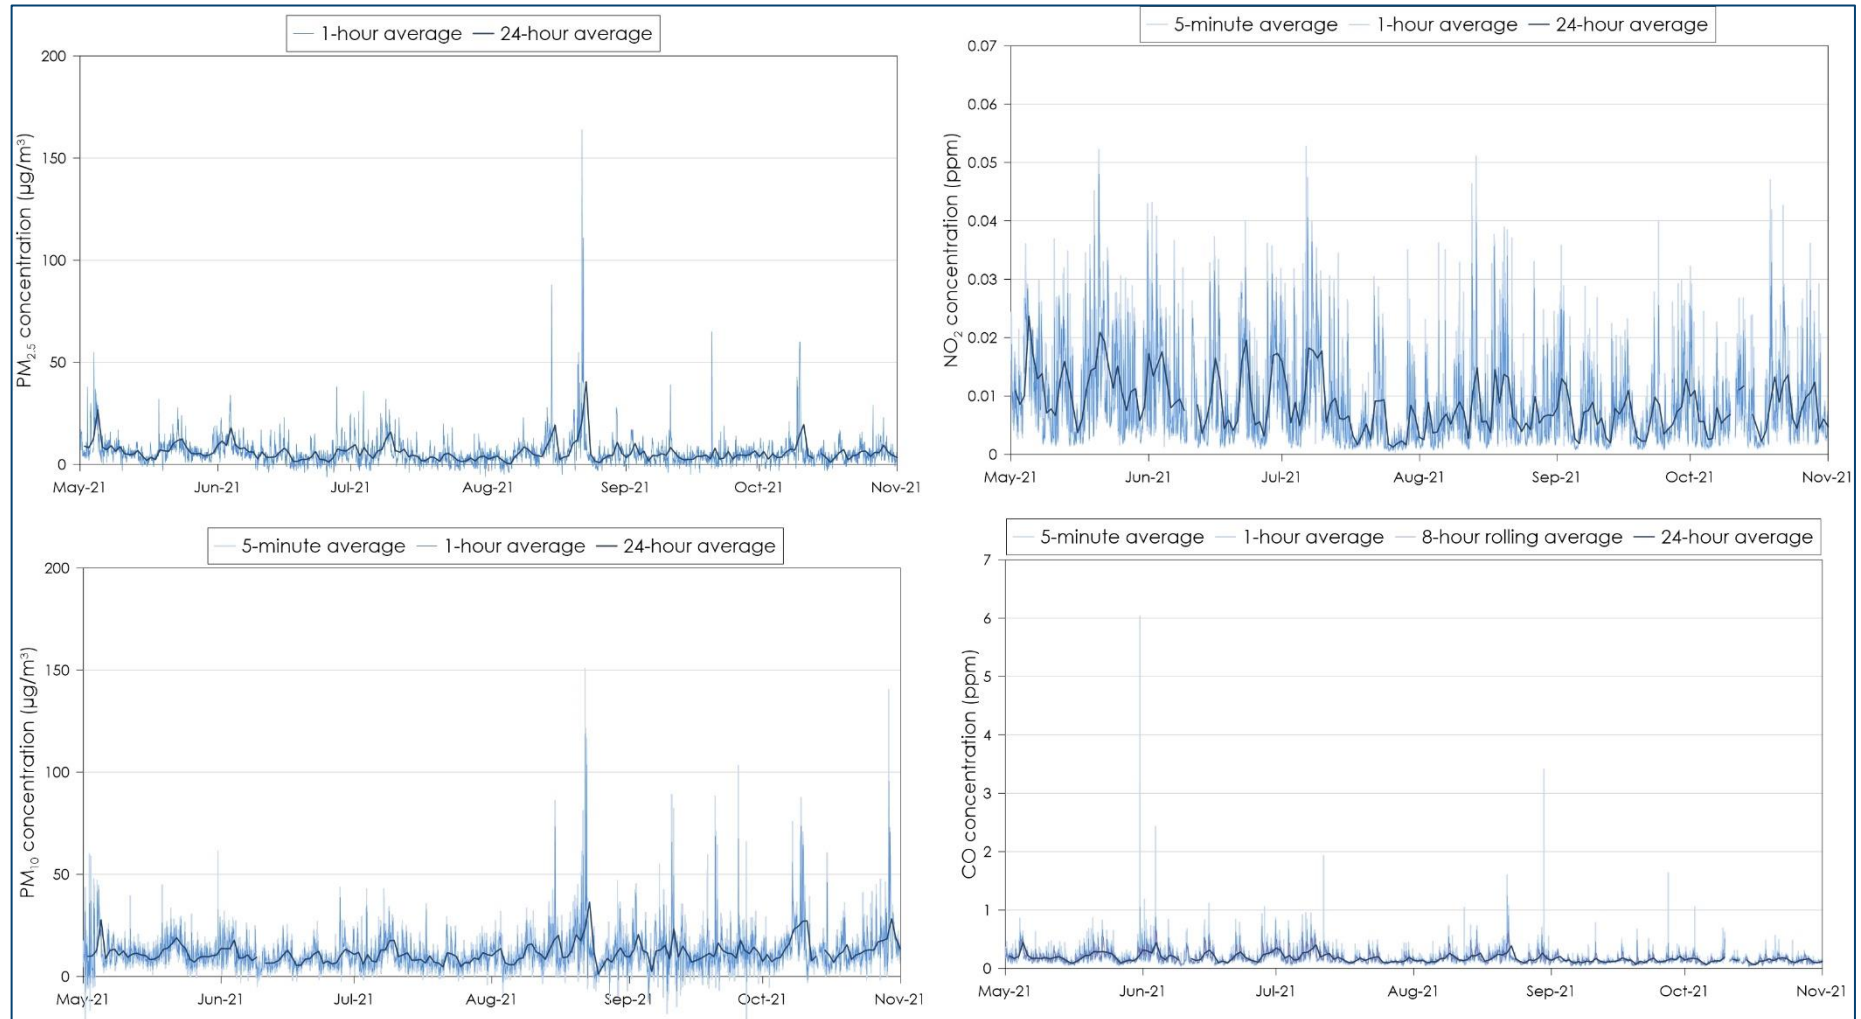 1-hour average 24-hour average
PM2.5 concentration (µg/m³)
200
150
100
50
0
May-21 Jun-21 Jul-21 Aug-21 Sep-21 Oct-21 Nov-21
5-minute average 1-hour average 24-hour average
NO2 concentration (ppm)
0.07
0.06
0.05
0.04
0.03
0.02
0.01
0
May-21 Jun-21 Jul-21 Aug-21 Sep-21 Oct-21 Nov-21
5-minute average 1-hour average 24-hour average
PM10 concentration (µg/m³)
200
150
100
50
0
May-21 Jun-21 Jul-21 Aug-21 Sep-21 Oct-21 Nov-21
5-minute average 1-hour average 8-hour rolling average 24-hour average
CO concentration (ppm)
7
6
5
4
3
2
1
0
May-21 Jun-21 Jul-21 Aug-21 Sep-21 Oct-21 Nov-21